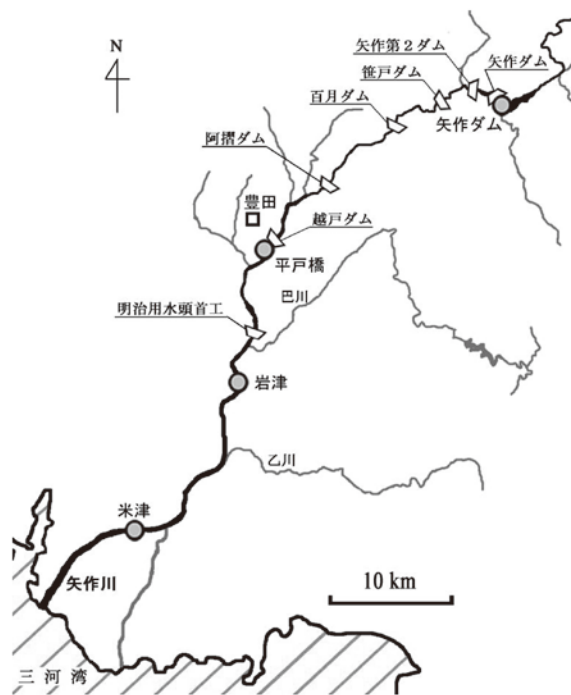 N
矢作第2ダム
矢作ダム
笹戸ダム
百月ダム
矢作ダム
阿摺ダム
豊田
越戸ダム
平戸橋
巴川
明治用水頭首工
岩津
乙川
米津
矢作川
10 km
三河湾